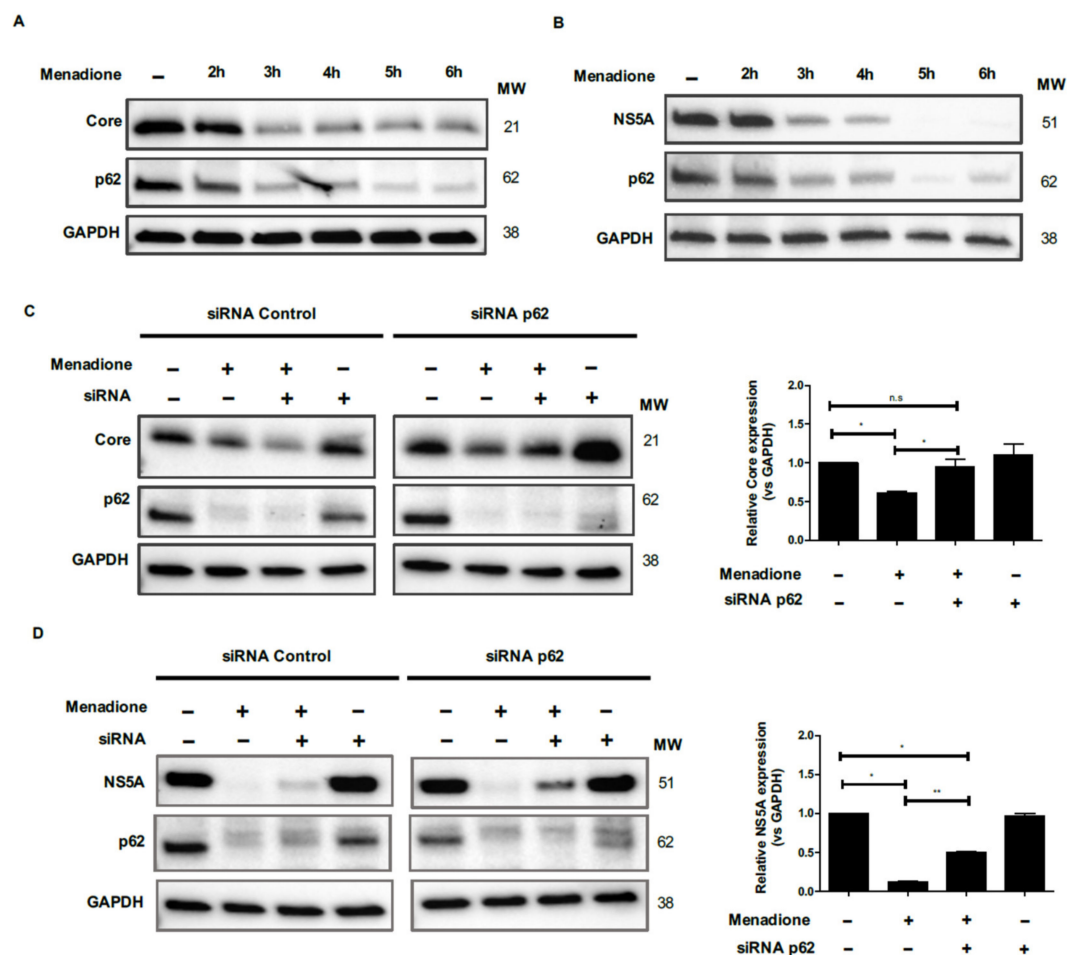 A
Menadione – 2h 3h 4h 5h 6h
MW
Core 21
p62 62
GAPDH 38
B
Menadione – 2h 3h 4h 5h 6h
MW
NS5A 51
p62 62
GAPDH 38
C
siRNA Control siRNA p62
Menadione – + + – – + + –
siRNA – – + + – – + +
MW
Core 21
p62 62
GAPDH 38
Relative Core expression
(vs GAPDH)
2.0
1.5
1.0
0.5
0.0
n.s
* *
Menadione – + + –
siRNA p62 – – + +
D
siRNA Control siRNA p62
Menadione – + + – – + + –
siRNA – – + + – – + +
MW
NS5A 51
p62 62
GAPDH 38
Relative NS5A expression
(vs GAPDH)
2.0
1.5
1.0
0.5
0.0
*
* **
Menadione – + + –
siRNA p62 – – + +